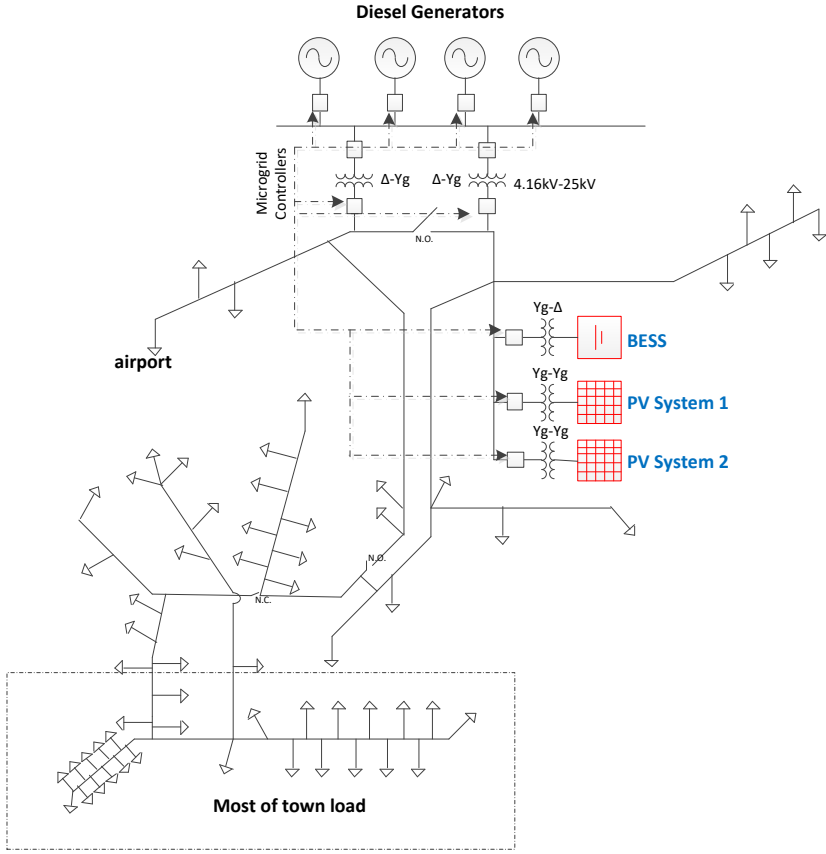 Diesel Generators
Microgrid
Controllers
Δ-Yg
Δ-Yg
4.16kV-25kV
N.O.
Yg-Δ
BESS
airport
Yg-Yg
PV System 1
Yg-Yg
PV System 2
N.O.
N.C.
Most of town load